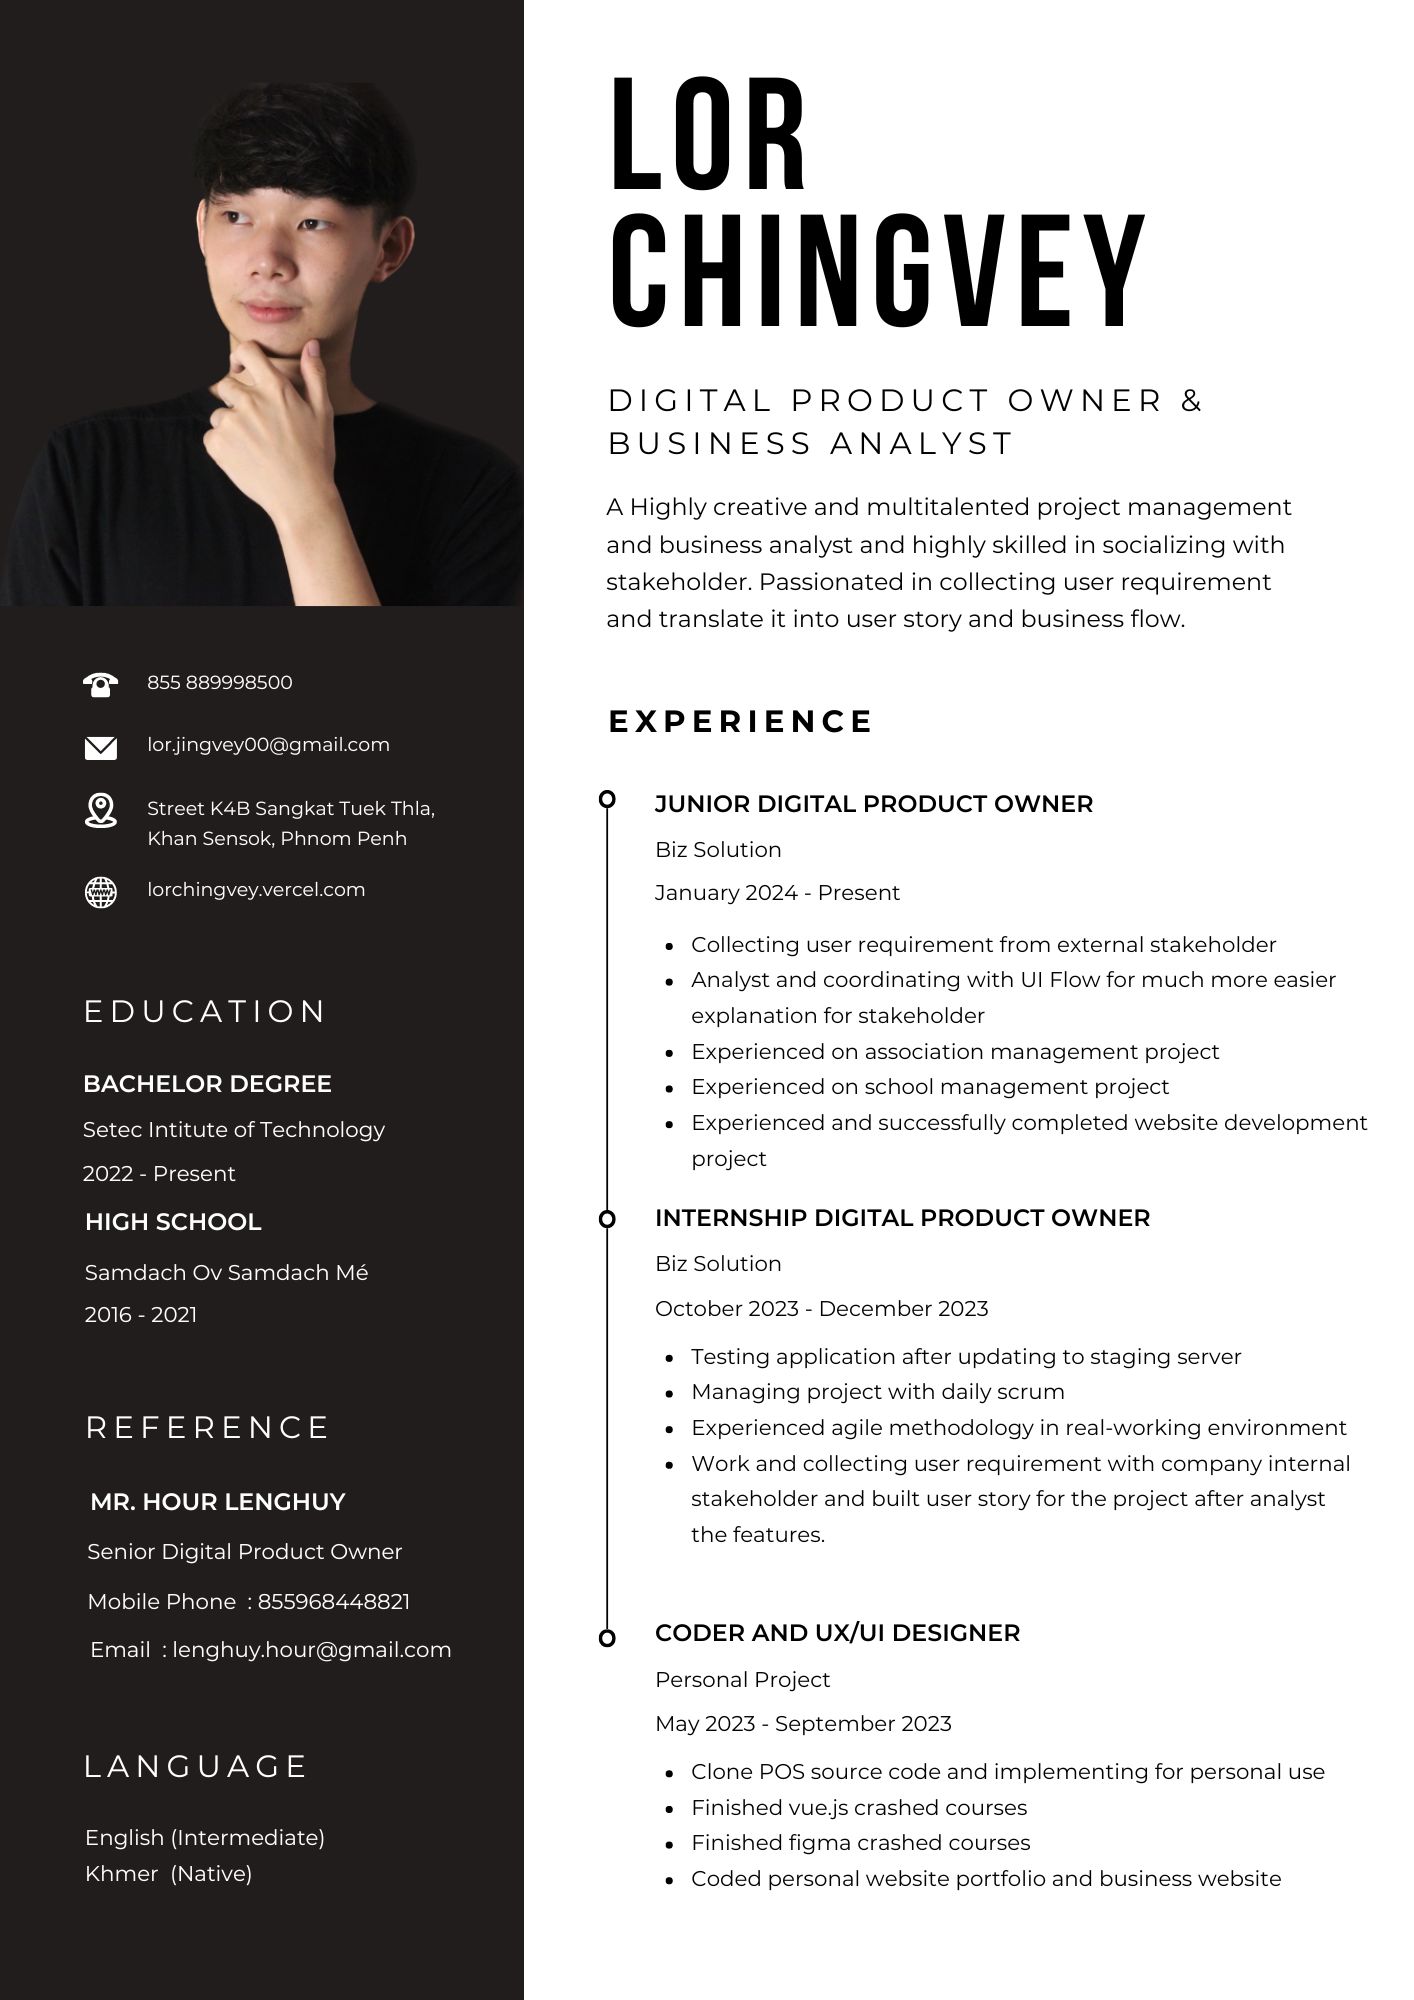 LOR
CHINGVEY
DIGITAL PRODUCT OWNER &
BUSINESS ANALYST
A Highly creative and multitalented project management
and business analyst and highly skilled in socializing with
stakeholder. Passionated in collecting user requirement
and translate it into user story and business flow.
855 889998500
lor.jingvey00@gmail.com
Street K4B Sangkat Tuek Thla,
Khan Sensok, Phnom Penh
www
lorchingvey.vercel.com
EDUCATION
BACHELOR DEGREE
Setec Intitute of Technology
2022 - Present
HIGH SCHOOL
Samdach Ov Samdach Mé
2016 - 2021
REFERENCE
MR. HOUR LENGHUY
Senior Digital Product Owner
Mobile Phone : 855968448821
Email : lenghuy.hour@gmail.com
LANGUAGE
English (Intermediate)
Khmer (Native)
EXPERIENCE
JUNIOR DIGITAL PRODUCT OWNER
Biz Solution
January 2024 - Present
• Collecting user requirement from external stakeholder
• Analyst and coordinating with UI Flow for much more easier
explanation for stakeholder
• Experienced on association management project
• Experienced on school management project
• Experienced and successfully completed website development
project
INTERNSHIP DIGITAL PRODUCT OWNER
Biz Solution
October 2023 - December 2023
• Testing application after updating to staging server
• Managing project with daily scrum
• Experienced agile methodology in real-working environment
• Work and collecting user requirement with company internal
stakeholder and built user story for the project after analyst
the features.
CODER AND UX/UI DESIGNER
Personal Project
May 2023 - September 2023
• Clone POS source code and implementing for personal use
• Finished vue.js crashed courses
• Finished figma crashed courses
• Coded personal website portfolio and business website